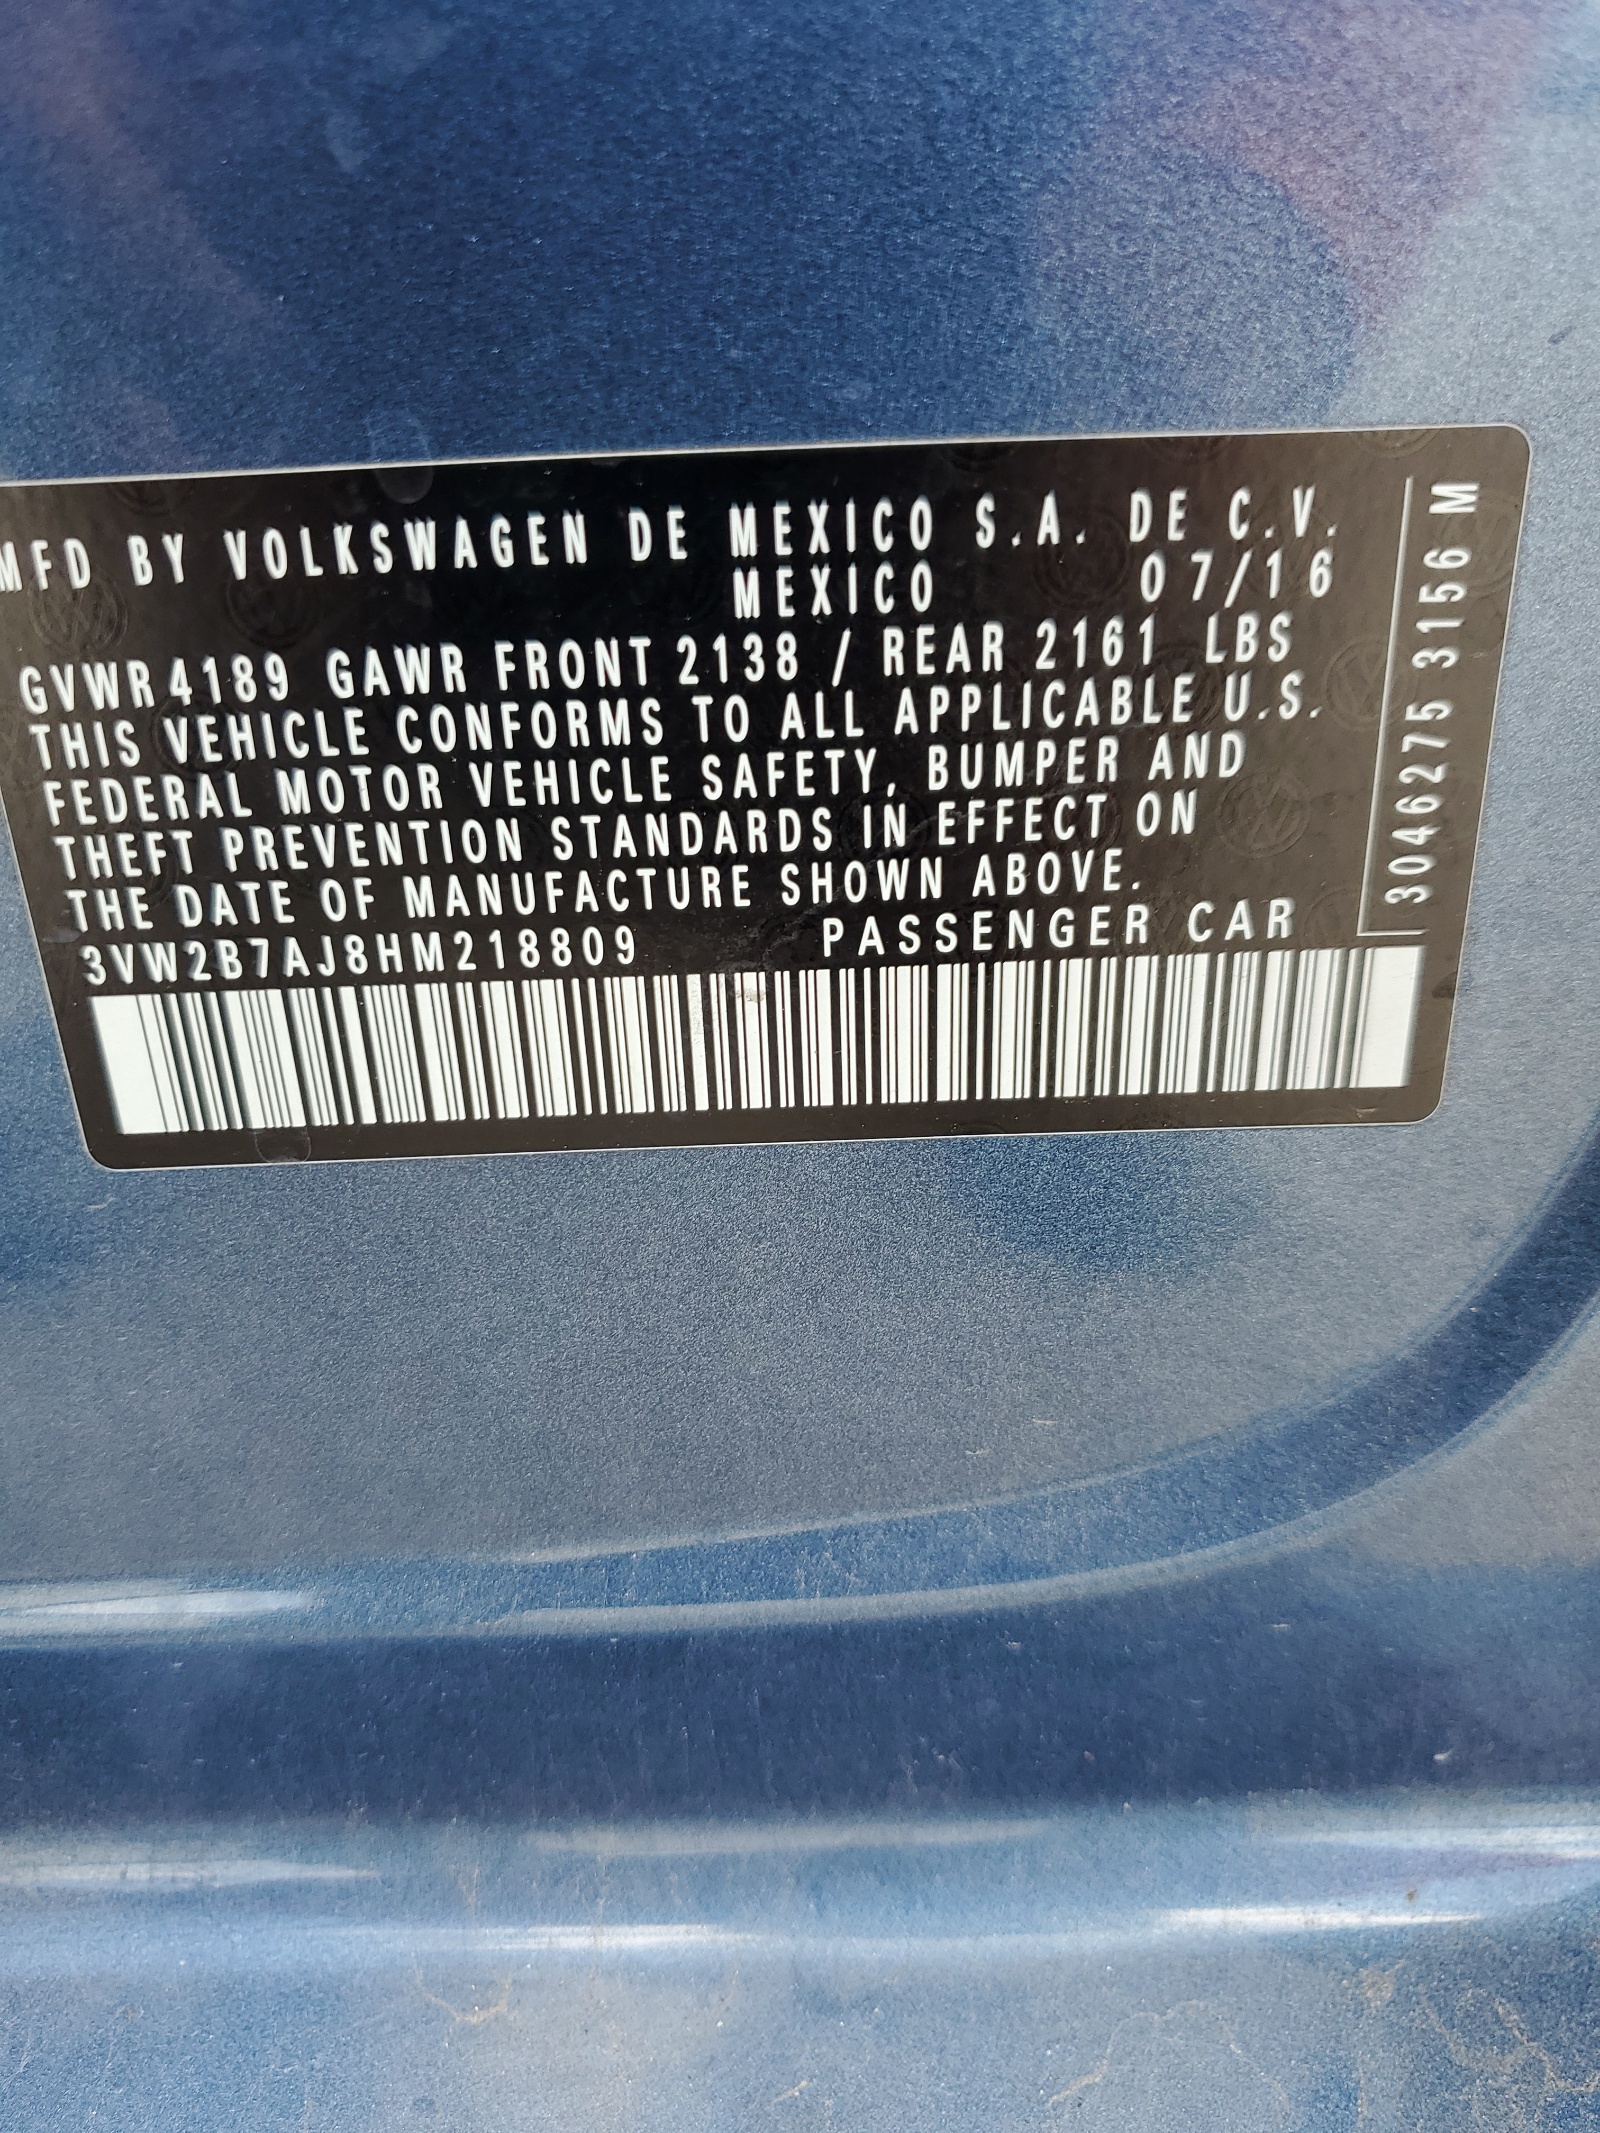 MFD BY VOLKSWAGEN DE MEXICO S.A. DE C.V.
MEXICO 07/16
GVWR 4189 GAWR FRONT 2138 / REAR 2161 LBS
THIS VEHICLE CONFORMS TO ALL APPLICABLE U.S.
FEDERAL MOTOR VEHICLE SAFETY, BUMPER AND
THEFT PREVENTION STANDARDS IN EFFECT ON
THE DATE OF MANUFACTURE SHOWN ABOVE.
3VW2B7AJ8HM218809 PASSENGER CAR
3046275 3156 M